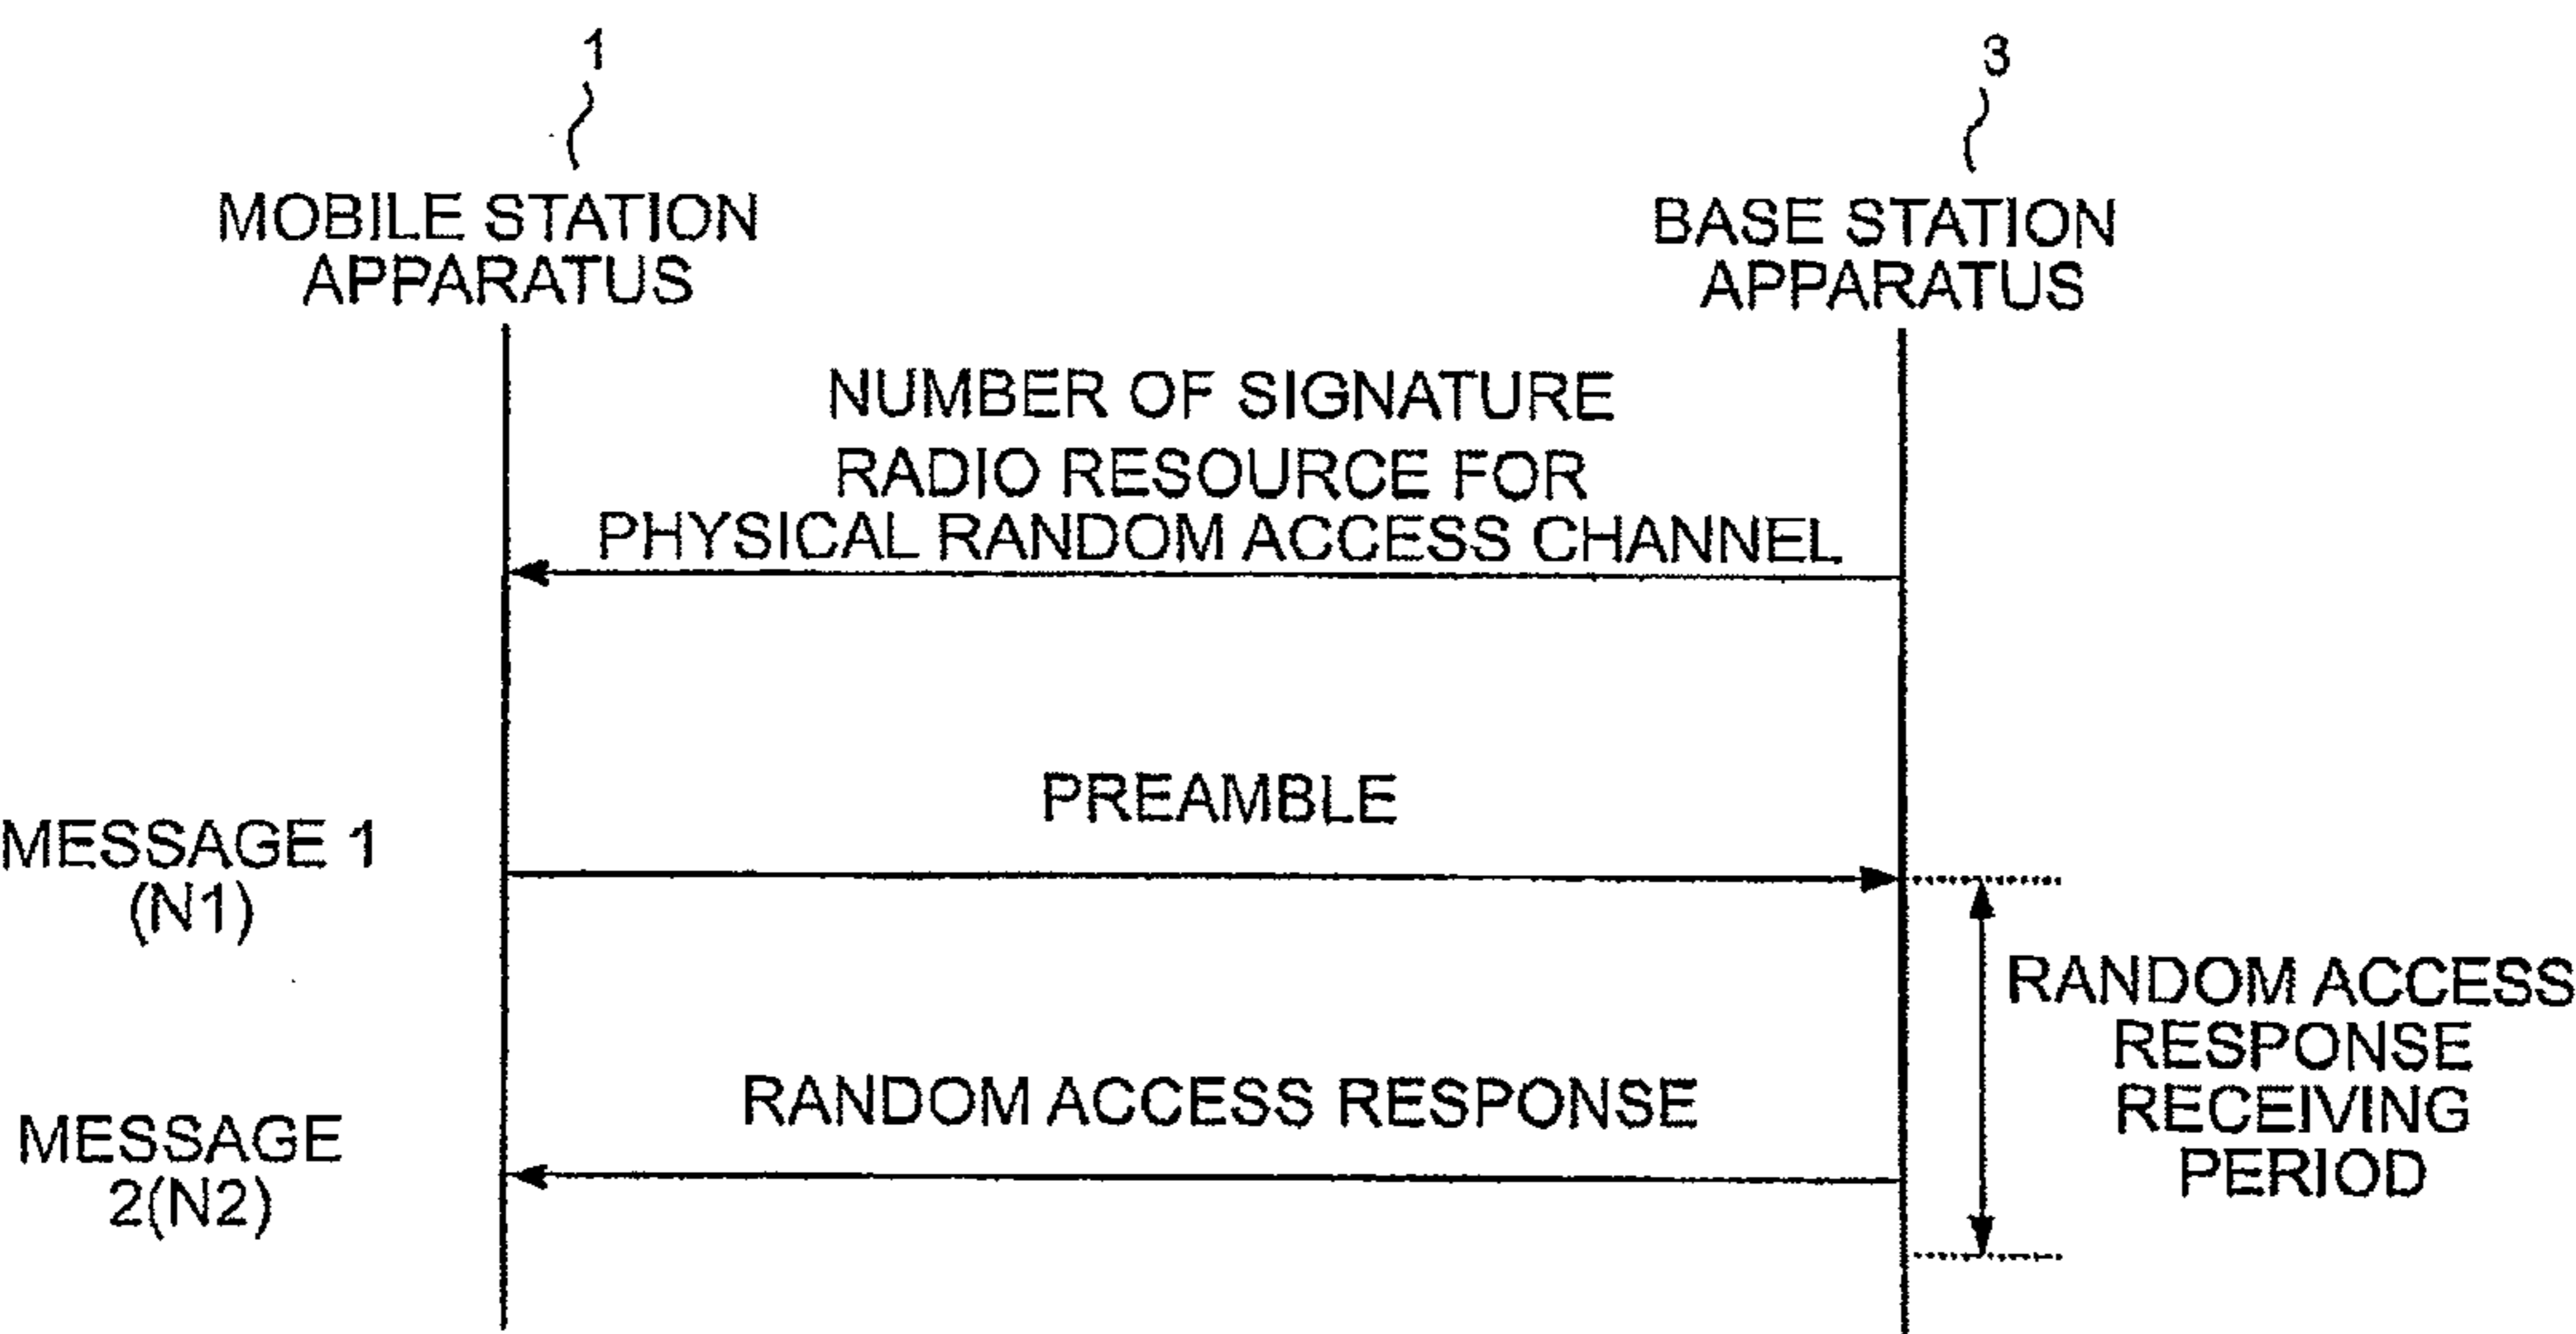 1
3
MOBILE STATION
APPARATUS
BASE STATION
APPARATUS
NUMBER OF SIGNATURE
RADIO RESOURCE FOR
PHYSICAL RANDOM ACCESS CHANNEL
PREAMBLE
MESSAGE 1
(N1)
RANDOM ACCESS
RESPONSE
RECEIVING
PERIOD
RANDOM ACCESS RESPONSE
MESSAGE
2(N2)